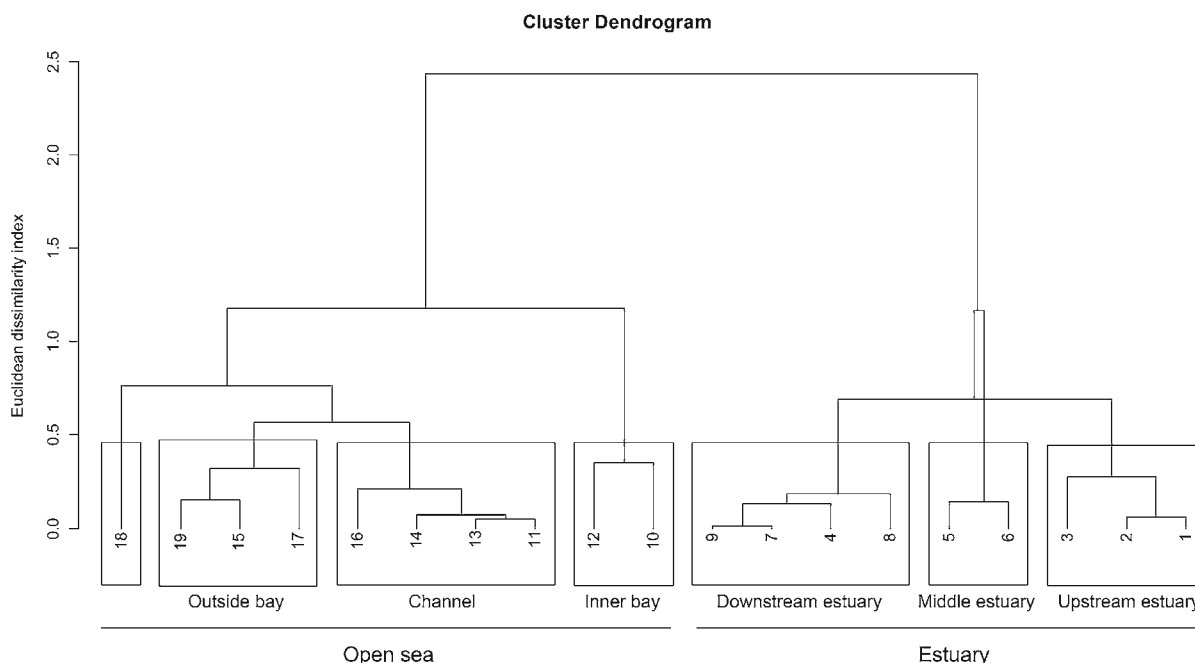 Cluster Dendrogram
Euclidean dissimilarity index
2.5
2.0
1.5
1.0
0.5
0.0
18 19 15 17 16 14 13 11 12 10 9 7 4 8 5 6 3 2 1
Outside bay Channel Inner bay Downstream estuary Middle estuary Upstream estuary
Open sea Estuary